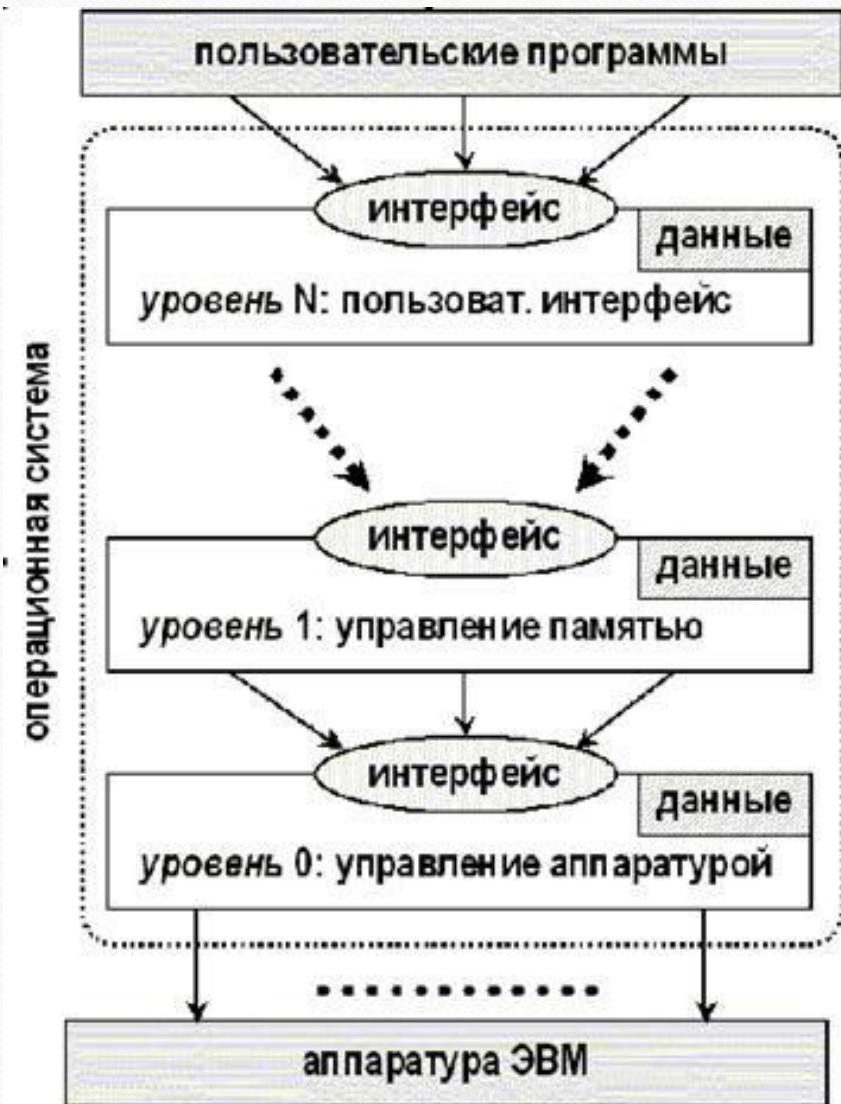 пользовательские программы
интерфейс
данные
уровень N: пользоват. интерфейс
операционная система
интерфейс
данные
уровень 1: управление памятью
интерфейс
данные
уровень 0: управление аппаратурой
аппаратура ЭВМ